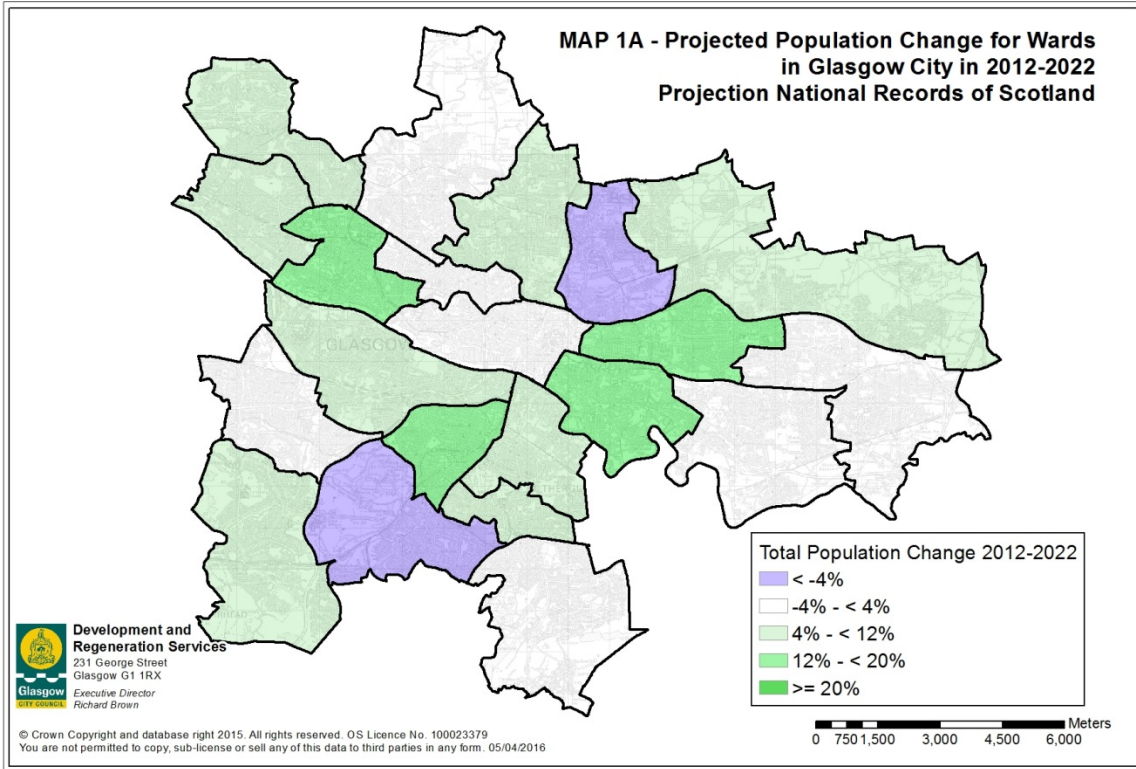 MAP 1A - Projected Population Change for Wards
in Glasgow City in 2012-2022
Projection National Records of Scotland
GLASGOW
Total Population Change 2012-2022
< -4%
-4% - < 4%
4% - < 12%
12% - < 20%
>= 20%
Development and
Regeneration Services
231 George Street
Glasgow G1 1RX
Executive Director
Richard Brown
Glasgow
CITY COUNCIL
Meters
0 750 1,500 3,000 4,500 6,000
© Crown Copyright and database right 2015. All rights reserved. OS Licence No. 100023379
You are not permitted to copy, sub-license or sell any of this data to third parties in any form. 05/04/2016